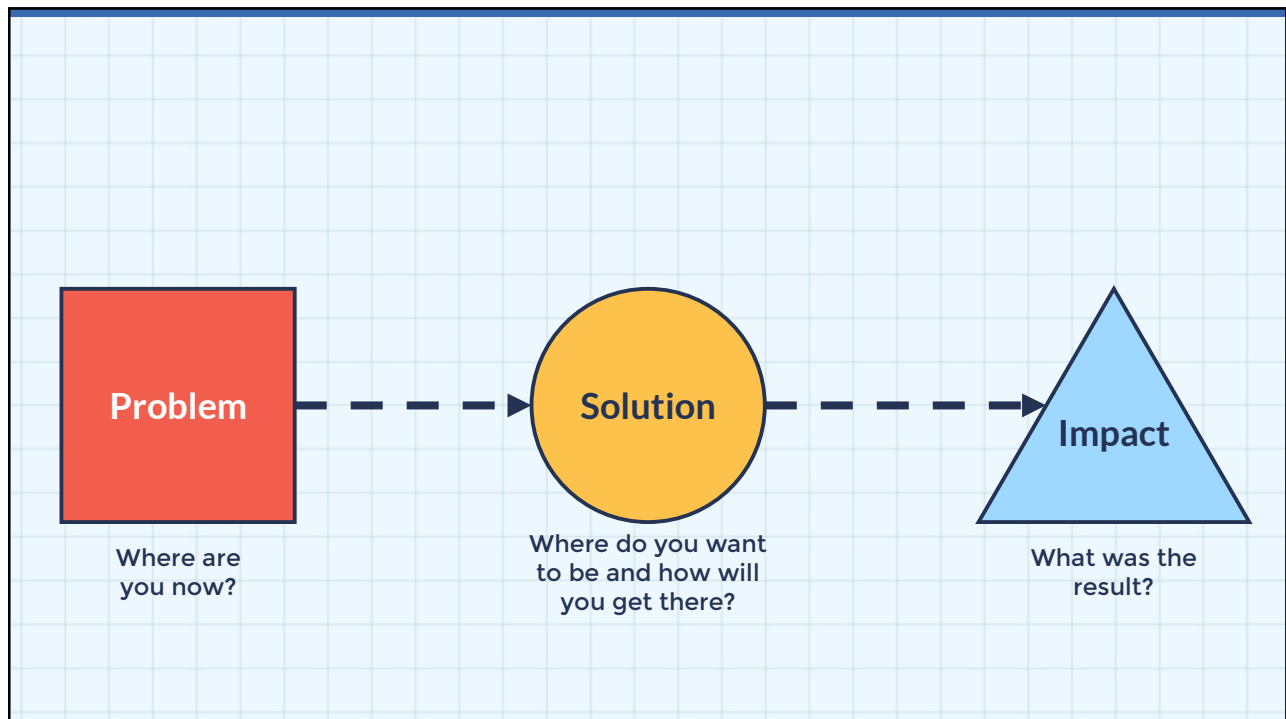 Problem
Solution
Impact
Where are
you now?
Where do you want
to be and how will
you get there?
What was the
result?